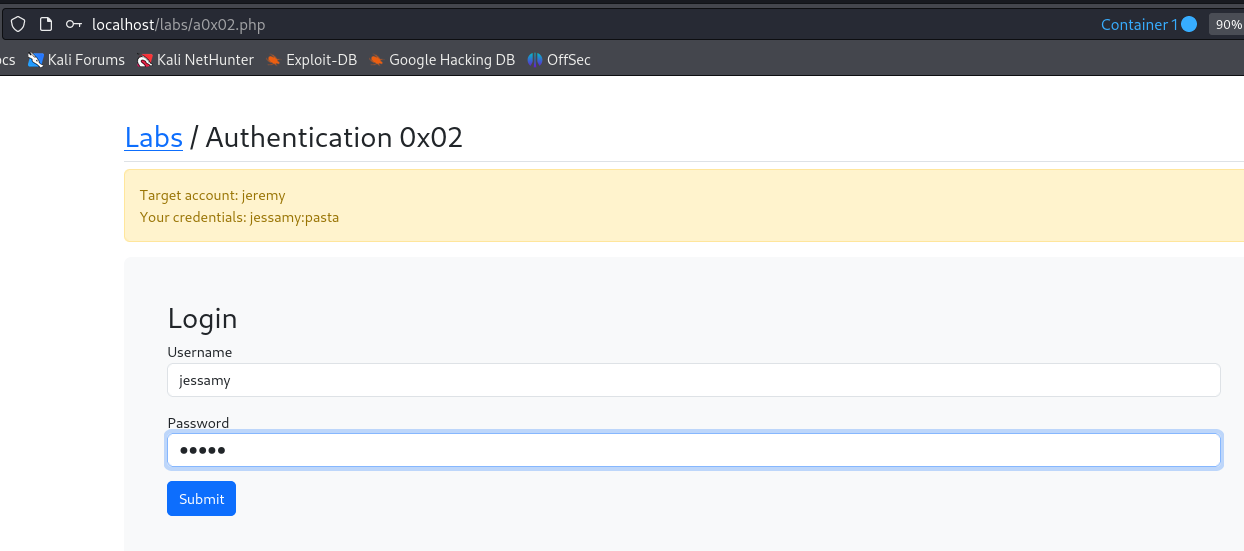 localhost/labs/a0x02.php
Container 1
90%
ocs
Kali Forums
Kali NetHunter
Exploit-DB
Google Hacking DB
OffSec
Labs / Authentication 0x02
Target account: jeremy
Your credentials: jessamy:pasta
Login
Username
jessamy
Password
Submit